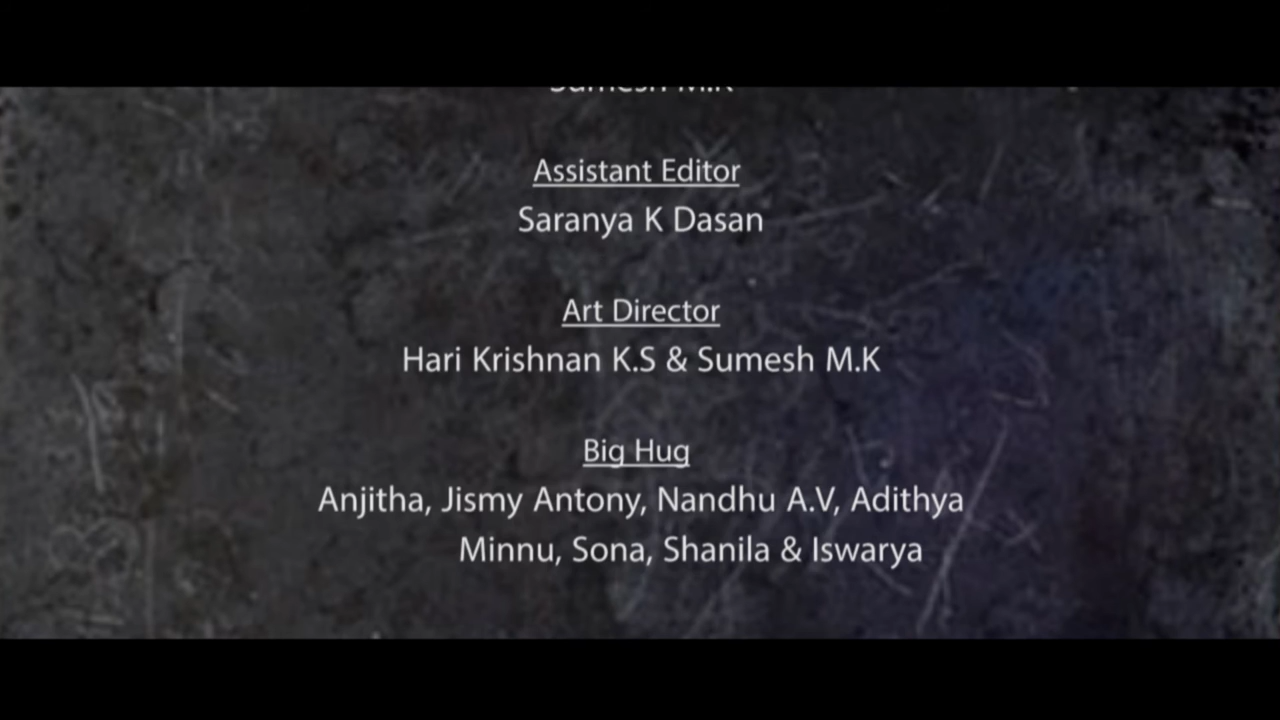 Sumesh M.K
Assistant Editor
Saranya K Dasan
Art Director
Hari Krishnan K.S & Sumesh M.K
Big Hug
Anjitha, Jismy Antony, Nandhu A.V, Adithya
Minnu, Sona, Shanila & Iswarya